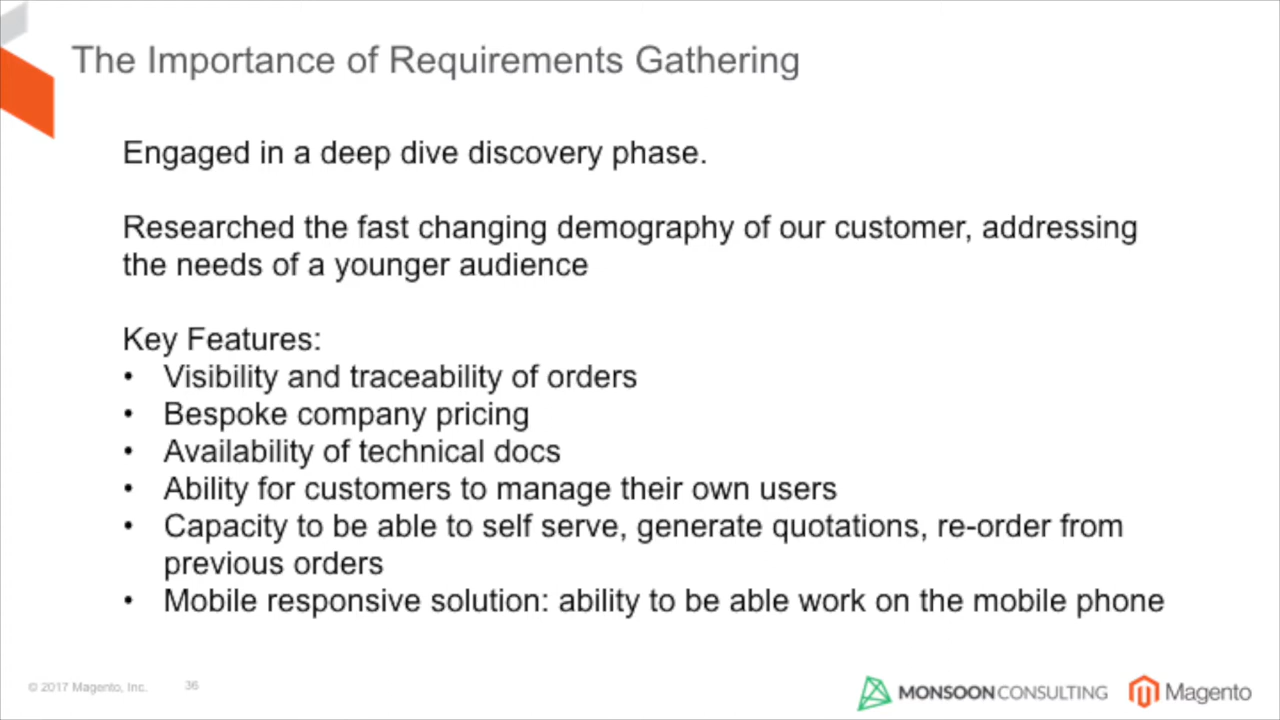 The Importance of Requirements Gathering
Engaged in a deep dive discovery phase.
Researched the fast changing demography of our customer, addressing
the needs of a younger audience
Key Features:
• Visibility and traceability of orders
• Bespoke company pricing
• Availability of technical docs
• Ability for customers to manage their own users
• Capacity to be able to self serve, generate quotations, re-order from
previous orders
• Mobile responsive solution: ability to be able work on the mobile phone
© 2017 Magento, Inc. 36
MONSOON CONSULTING
Magento